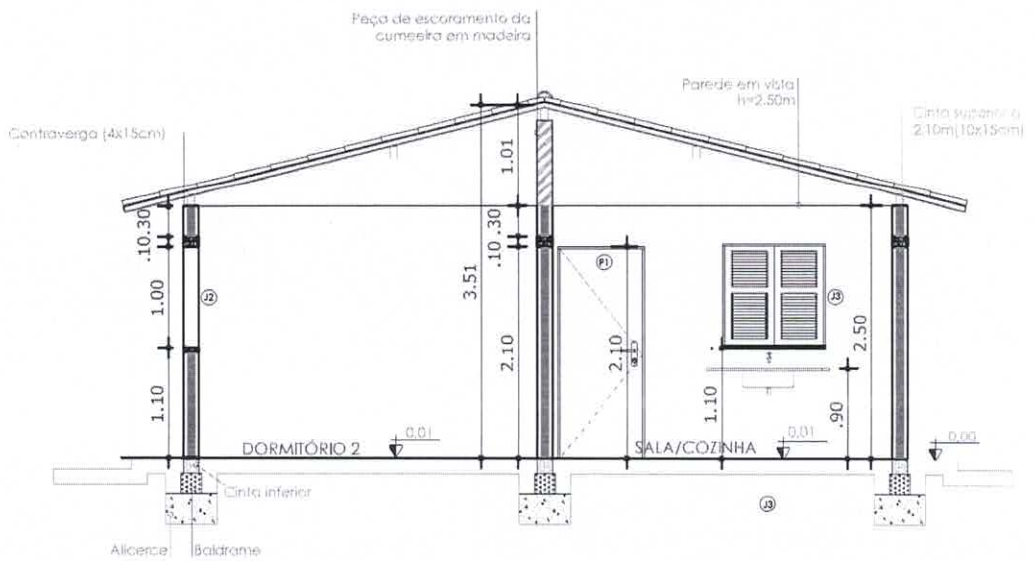 Peça de escoramento da
cumeeira em madeira
Parede em vista
h=2.50m
Contraverga (4x15cm)
Cinta superior a
2.10m(10x15cm)
1.01
.30
.10
.30
.10
1.00
3.51
J2
P1
J3
2.10
2.10
2.50
1.10
1.10
.90
DORMITÓRIO 2
0,01
SALA/COZINHA
0,01
0,00
Cinta inferior
J3
Alicerce
Baldrame